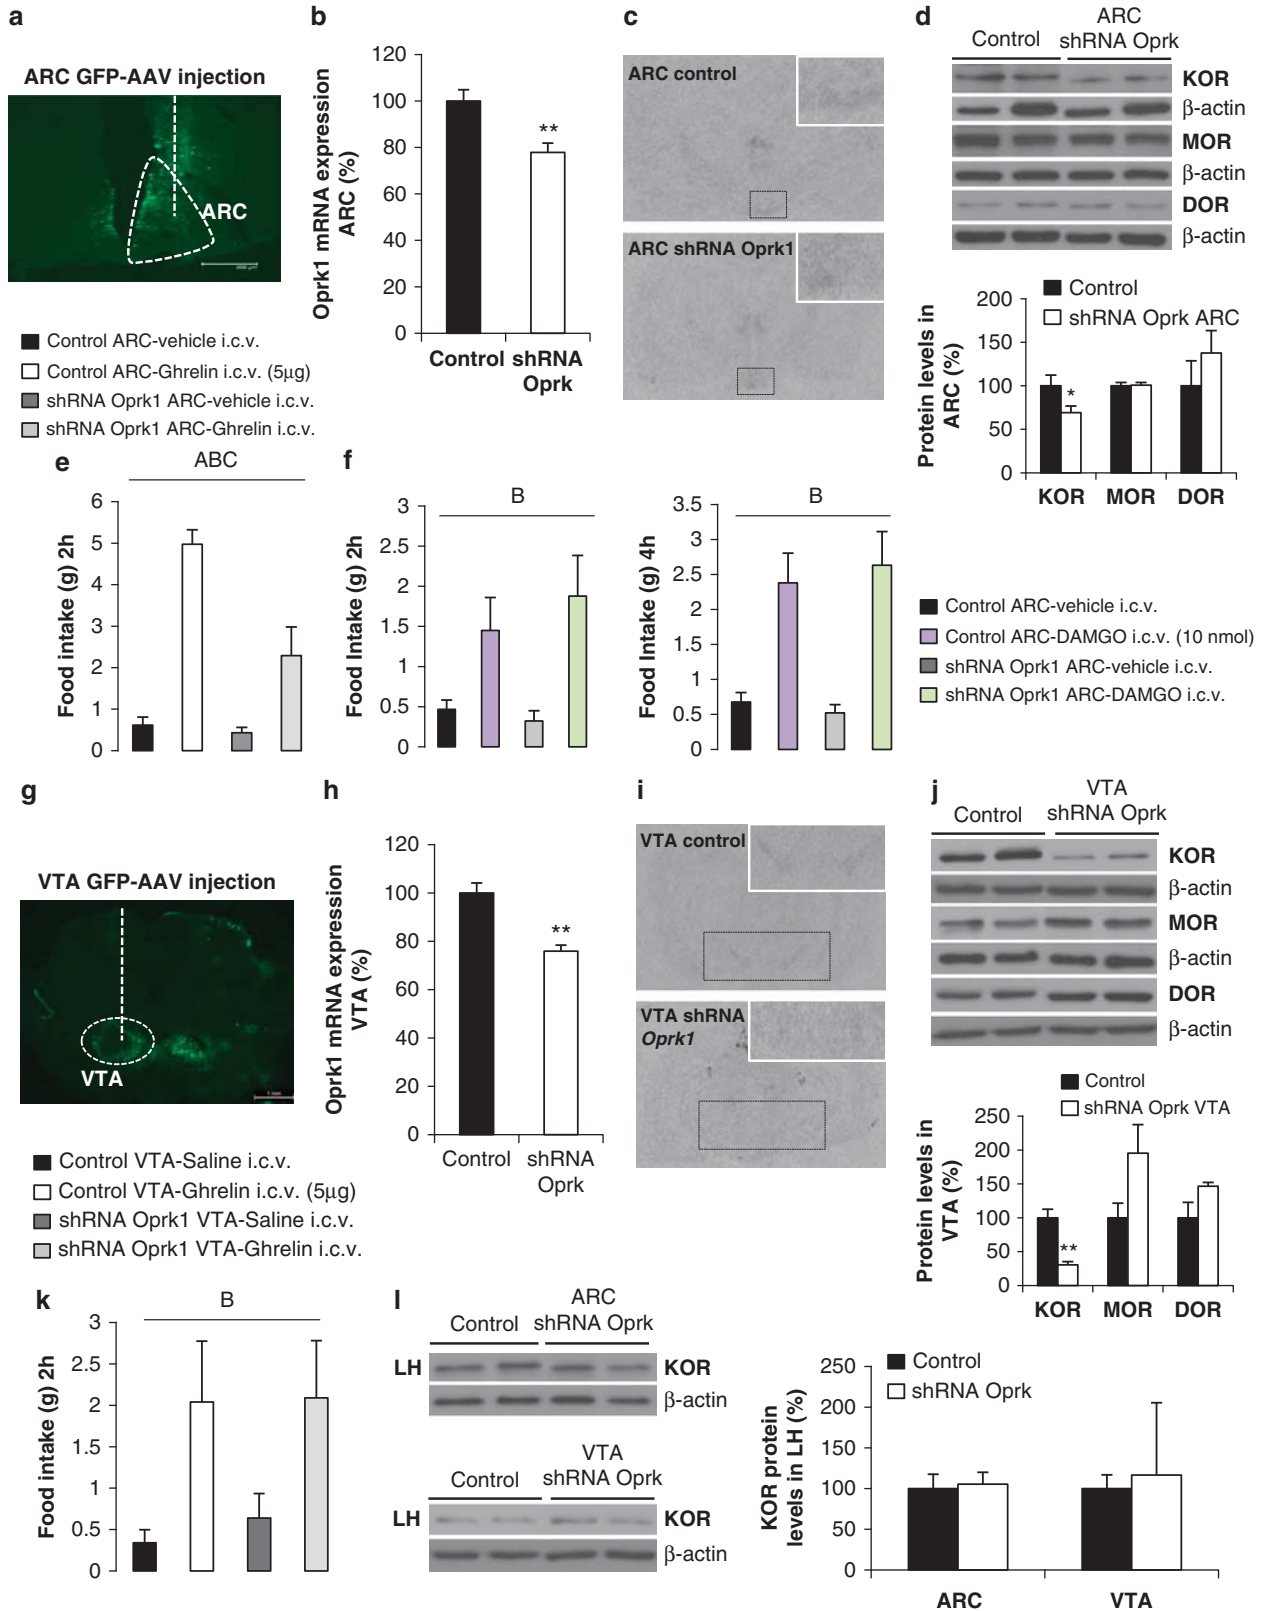 a
ARC GFP-AAV injection
ARC
b
Oprk1 mRNA expression
ARC (%)
120
100
80
60
40
20
0
**
Control
shRNA
Oprk
c
ARC control
ARC shRNA Oprk1
d
Control
ARC
shRNA Oprk
KOR
β-actin
MOR
β-actin
DOR
β-actin
Control
shRNA Oprk ARC
Protein levels in
ARC (%)
200
150
100
50
0
*
KOR
MOR
DOR
Control ARC-vehicle i.c.v.
Control ARC-Ghrelin i.c.v. (5µg)
shRNA Oprk1 ARC-vehicle i.c.v.
shRNA Oprk1 ARC-Ghrelin i.c.v.
e
ABC
Food intake (g) 2h
6
5
4
3
2
1
0
f
B
Food Intake (g) 2h
3
2.5
2
1.5
1
0.5
0
B
Food Intake (g) 4h
3.5
3
2.5
2
1.5
1
0.5
0
Control ARC-vehicle i.c.v.
Control ARC-DAMGO i.c.v. (10 nmol)
shRNA Oprk1 ARC-vehicle i.c.v.
shRNA Oprk1 ARC-DAMGO i.c.v.
g
VTA GFP-AAV injection
VTA
1 mm
h
Oprk1 mRNA expression
VTA (%)
120
100
80
60
40
20
0
**
Control
shRNA
Oprk
i
VTA control
VTA shRNA
Oprk1
j
Control
VTA
shRNA Oprk
KOR
β-actin
MOR
β-actin
DOR
β-actin
Control
shRNA Oprk VTA
Protein levels in
VTA (%)
250
200
150
100
50
0
**
KOR
MOR
DOR
Control VTA-Saline i.c.v.
Control VTA-Ghrelin i.c.v. (5µg)
shRNA Oprk1 VTA-Saline i.c.v.
shRNA Oprk1 VTA-Ghrelin i.c.v.
k
B
Food intake (g) 2h
3
2.5
2
1.5
1
0.5
0
l
Control
ARC
shRNA Oprk
LH
KOR
β-actin
Control
VTA
shRNA Oprk
LH
KOR
β-actin
Control
shRNA Oprk
KOR protein
levels in LH (%)
250
200
150
100
50
0
ARC
VTA